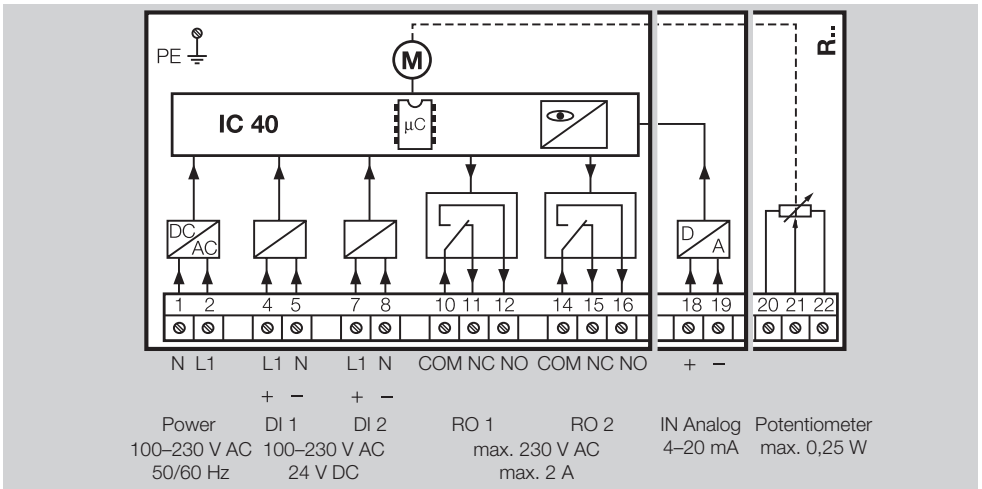 PE
M
R..
IC 40
µC
DC
AC
D
A
1 2 4 5 7 8 10 11 12 14 15 16 18 19 20 21 22
N L1 L1 N L1 N COM NC NO COM NC NO + –
+ – + –
Power DI 1 DI 2 RO 1 RO 2 IN Analog Potentiometer
100–230 V AC 100–230 V AC max. 230 V AC 4–20 mA max. 0,25 W
50/60 Hz 24 V DC max. 2 A